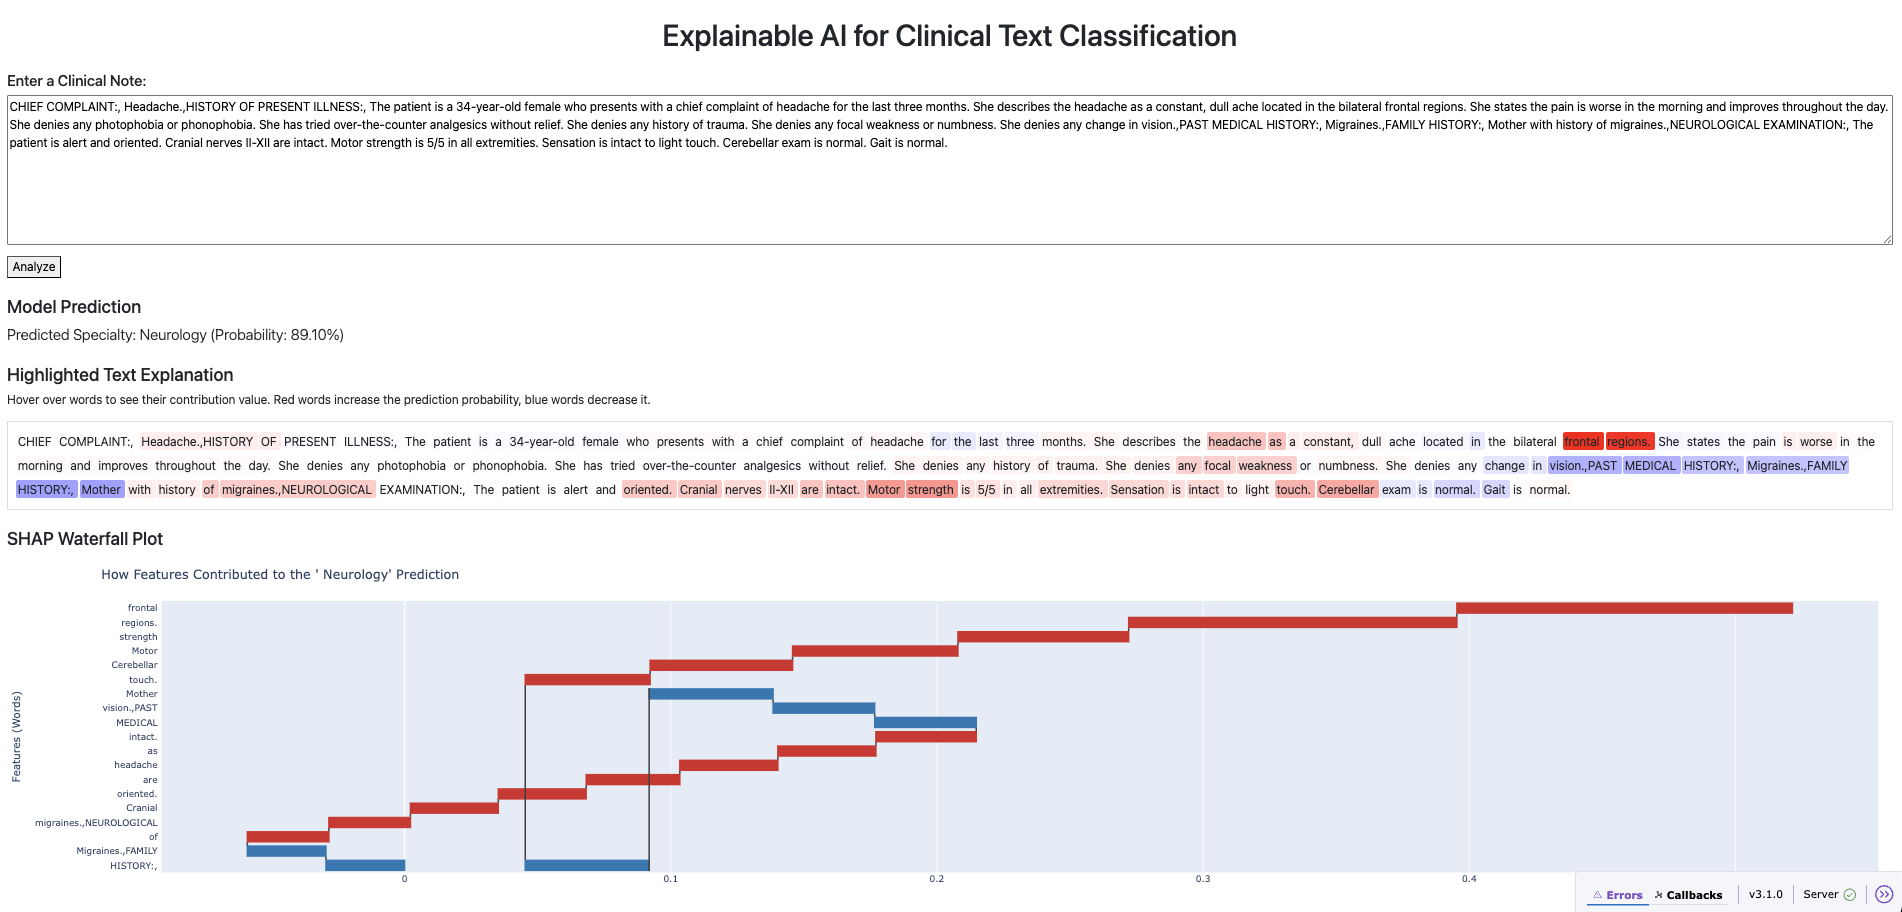 Explainable AI for Clinical Text Classification
Enter a Clinical Note:
CHIEF COMPLAINT:, Headache.,HISTORY OF PRESENT ILLNESS:, The patient is a 34-year-old female who presents with a chief complaint of headache for the last three months. She describes the headache as a constant, dull ache located in the bilateral frontal regions. She states the pain is worse in the morning and improves throughout the day.
She denies any photophobia or phonophobia. She has tried over-the-counter analgesics without relief. She denies any history of trauma. She denies any focal weakness or numbness. She denies any change in vision.,PAST MEDICAL HISTORY:, Migraines.,FAMILY HISTORY:, Mother with history of migraines.,NEUROLOGICAL EXAMINATION:, The
patient is alert and oriented. Cranial nerves II-XII are intact. Motor strength is 5/5 in all extremities. Sensation is intact to light touch. Cerebellar exam is normal. Gait is normal.
Analyze
Model Prediction
Predicted Specialty: Neurology (Probability: 89.10%)
Highlighted Text Explanation
Hover over words to see their contribution value. Red words increase the prediction probability, blue words decrease it.
CHIEF COMPLAINT:, Headache.,HISTORY OF PRESENT ILLNESS:, The patient is a 34-year-old female who presents with a chief complaint of headache for the last three months. She describes the headache as a constant, dull ache located in the bilateral frontal regions. She states the pain is worse in the
morning and improves throughout the day. She denies any photophobia or phonophobia. She has tried over-the-counter analgesics without relief. She denies any history of trauma. She denies any focal weakness or numbness. She denies any change in vision.,PAST MEDICAL HISTORY:, Migraines.,FAMILY
HISTORY:, Mother with history of migraines.,NEUROLOGICAL EXAMINATION:, The patient is alert and oriented. Cranial nerves II-XII are intact. Motor strength is 5/5 in all extremities. Sensation is intact to light touch. Cerebellar exam is normal. Gait is normal.
SHAP Waterfall Plot
How Features Contributed to the ' Neurology' Prediction
Features (Words)
frontal
regions.
strength
Motor
Cerebellar
touch.
Mother
vision.,PAST
MEDICAL
intact.
as
headache
are
oriented.
Cranial
migraines.,NEUROLOGICAL
of
Migraines.,FAMILY
HISTORY:,
0 0.1 0.2 0.3 0.4
Errors Callbacks v3.1.0 Server